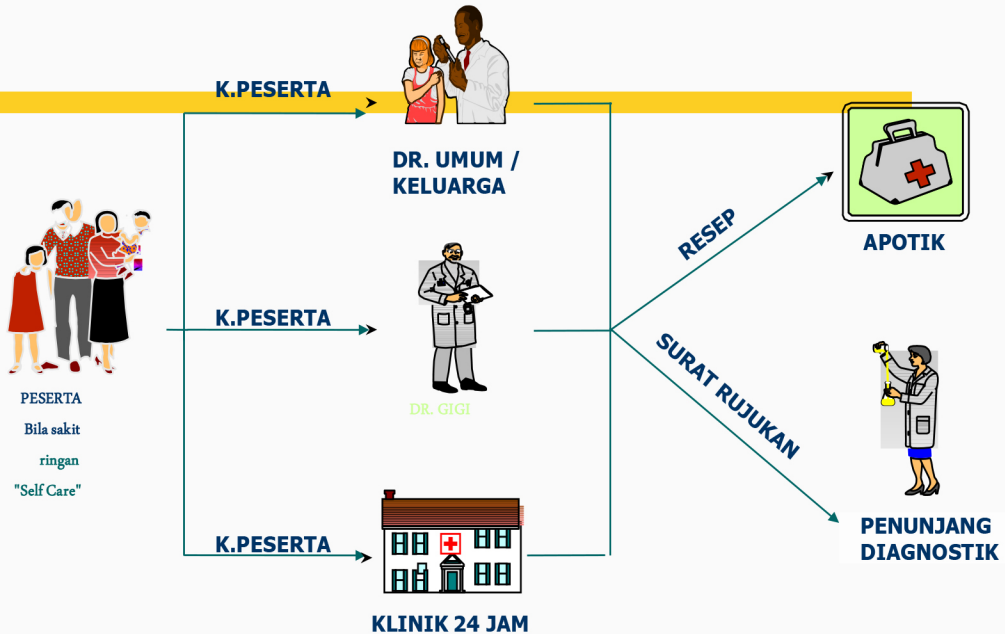 K.PESERTA
DR. UMUM /
KELUARGA
RESEP
APOTIK
K.PESERTA
SURAT RUJUKAN
PESERTA
Bila sakit
ringan
"Self Care"
DR. GIGI
K.PESERTA
PENUNJANG
DIAGNOSTIK
KLINIK 24 JAM